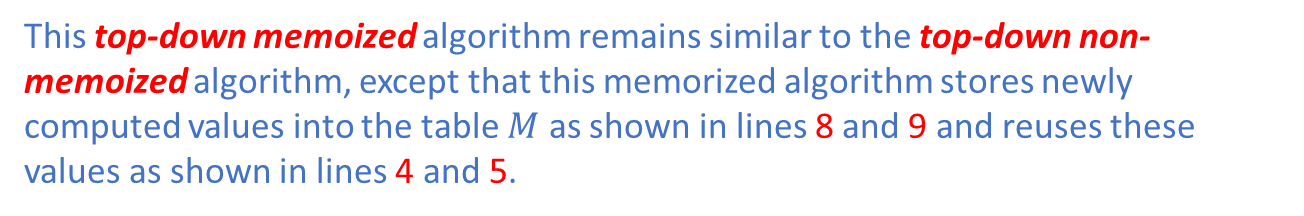 This top-down memoized algorithm remains similar to the top-down non-
memoized algorithm, except that this memorized algorithm stores newly
computed values into the table M as shown in lines 8 and 9 and reuses these
values as shown in lines 4 and 5.